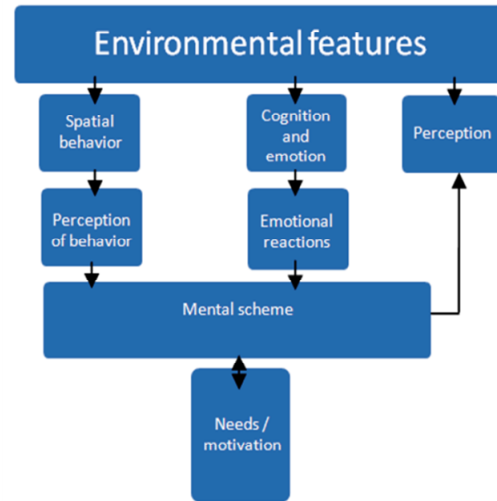 Environmental features
Spatial
behavior
Cognition
and
emotion
Perception
Perception
of behavior
Emotional
reactions
Mental scheme
Needs /
motivation